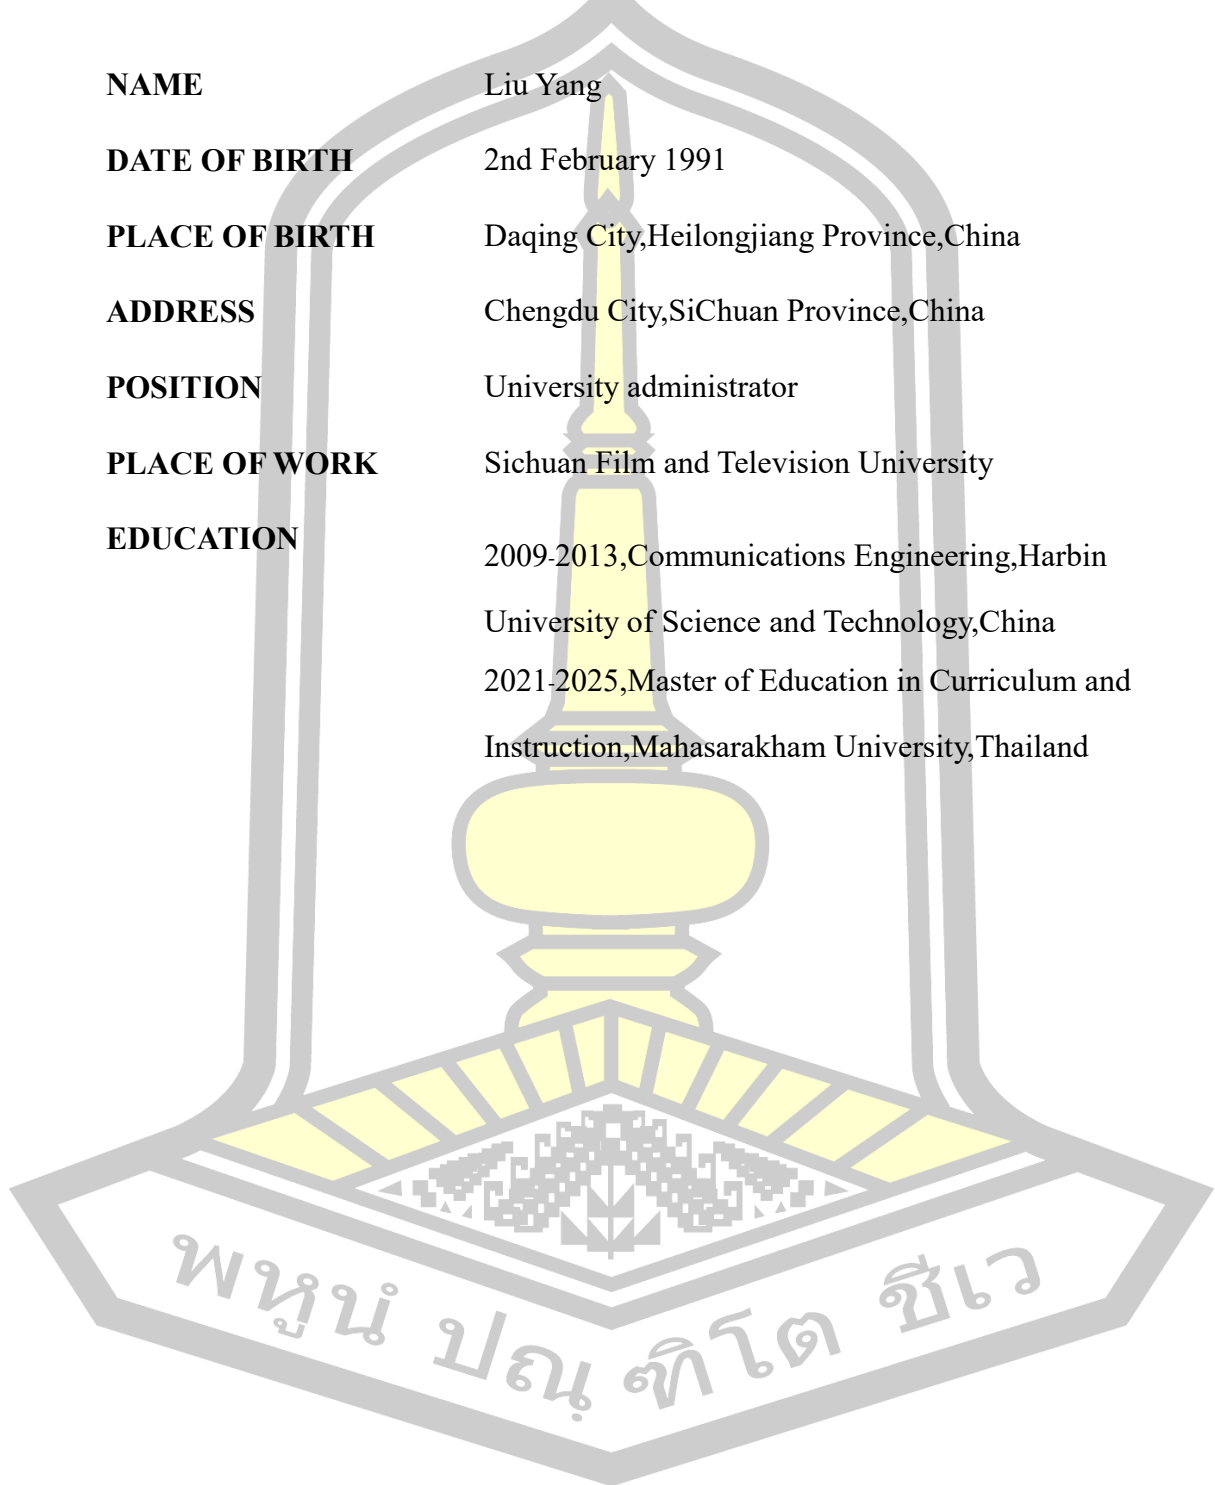 NAME Liu Yang
DATE OF BIRTH 2nd February 1991
PLACE OF BIRTH Daqing City,Heilongjiang Province,China
ADDRESS Chengdu City,SiChuan Province,China
POSITION University administrator
PLACE OF WORK Sichuan Film and Television University
EDUCATION 2009-2013,Communications Engineering,Harbin
University of Science and Technology,China
2021-2025,Master of Education in Curriculum and
Instruction,Mahasarakham University,Thailand
พหูนํ ปณฺฑิโต ชีเว